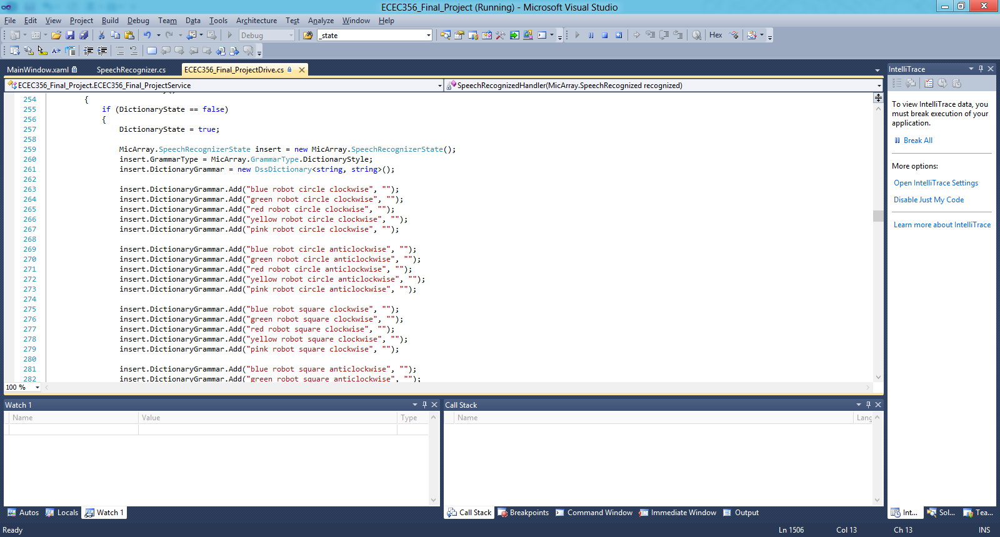 ECEC356_Final_Project (Running) - Microsoft Visual Studio
File Edit View Project Build Debug Team Data Tools Architecture Test Analyze Window Help
Debug _state Hex
MainWindow.xaml SpeechRecognizer.cs ECEC356_Final_ProjectDrive.cs
ECEC356_Final_Project.ECEC356_Final_ProjectService SpeechRecognizedHandler(MicArray.SpeechRecognized recognized)
254 {
255 if (DictionaryState == false)
256 {
257 DictionaryState = true;
258
259 MicArray.SpeechRecognizerState insert = new MicArray.SpeechRecognizerState();
260 insert.GrammarType = MicArray.GrammarType.DictionaryStyle;
261 insert.DictionaryGrammar = new DssDictionary<string, string>();
262
263 insert.DictionaryGrammar.Add("blue robot circle clockwise", "");
264 insert.DictionaryGrammar.Add("green robot circle clockwise", "");
265 insert.DictionaryGrammar.Add("red robot circle clockwise", "");
266 insert.DictionaryGrammar.Add("yellow robot circle clockwise", "");
267 insert.DictionaryGrammar.Add("pink robot circle clockwise", "");
268
269 insert.DictionaryGrammar.Add("blue robot circle anticlockwise", "");
270 insert.DictionaryGrammar.Add("green robot circle anticlockwise", "");
271 insert.DictionaryGrammar.Add("red robot circle anticlockwise", "");
272 insert.DictionaryGrammar.Add("yellow robot circle anticlockwise", "");
273 insert.DictionaryGrammar.Add("pink robot circle anticlockwise", "");
274
275 insert.DictionaryGrammar.Add("blue robot square clockwise", "");
276 insert.DictionaryGrammar.Add("green robot square clockwise", "");
277 insert.DictionaryGrammar.Add("red robot square clockwise", "");
278 insert.DictionaryGrammar.Add("yellow robot square clockwise", "");
279 insert.DictionaryGrammar.Add("pink robot square clockwise", "");
280
281 insert.DictionaryGrammar.Add("blue robot square anticlockwise", "");
282 insert.DictionaryGrammar.Add("green robot square anticlockwise", "");
100 %
IntelliTrace
To view IntelliTrace data, you
must break execution of your
application.
Break All
More options:
Open IntelliTrace Settings
Disable Just My Code
Learn more about IntelliTrace
Watch 1
Name Value Type
Call Stack
Name Lang
Autos Locals Watch 1
Call Stack Breakpoints Command Window Immediate Window Output
Int... Sol... Tea...
Ready Ln 1506 Col 13 Ch 13 INS